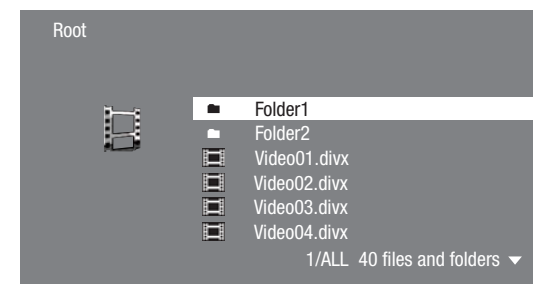 Root
Folder1
Folder2
Video01.divx
Video02.divx
Video03.divx
Video04.divx
1/ALL 40 files and folders